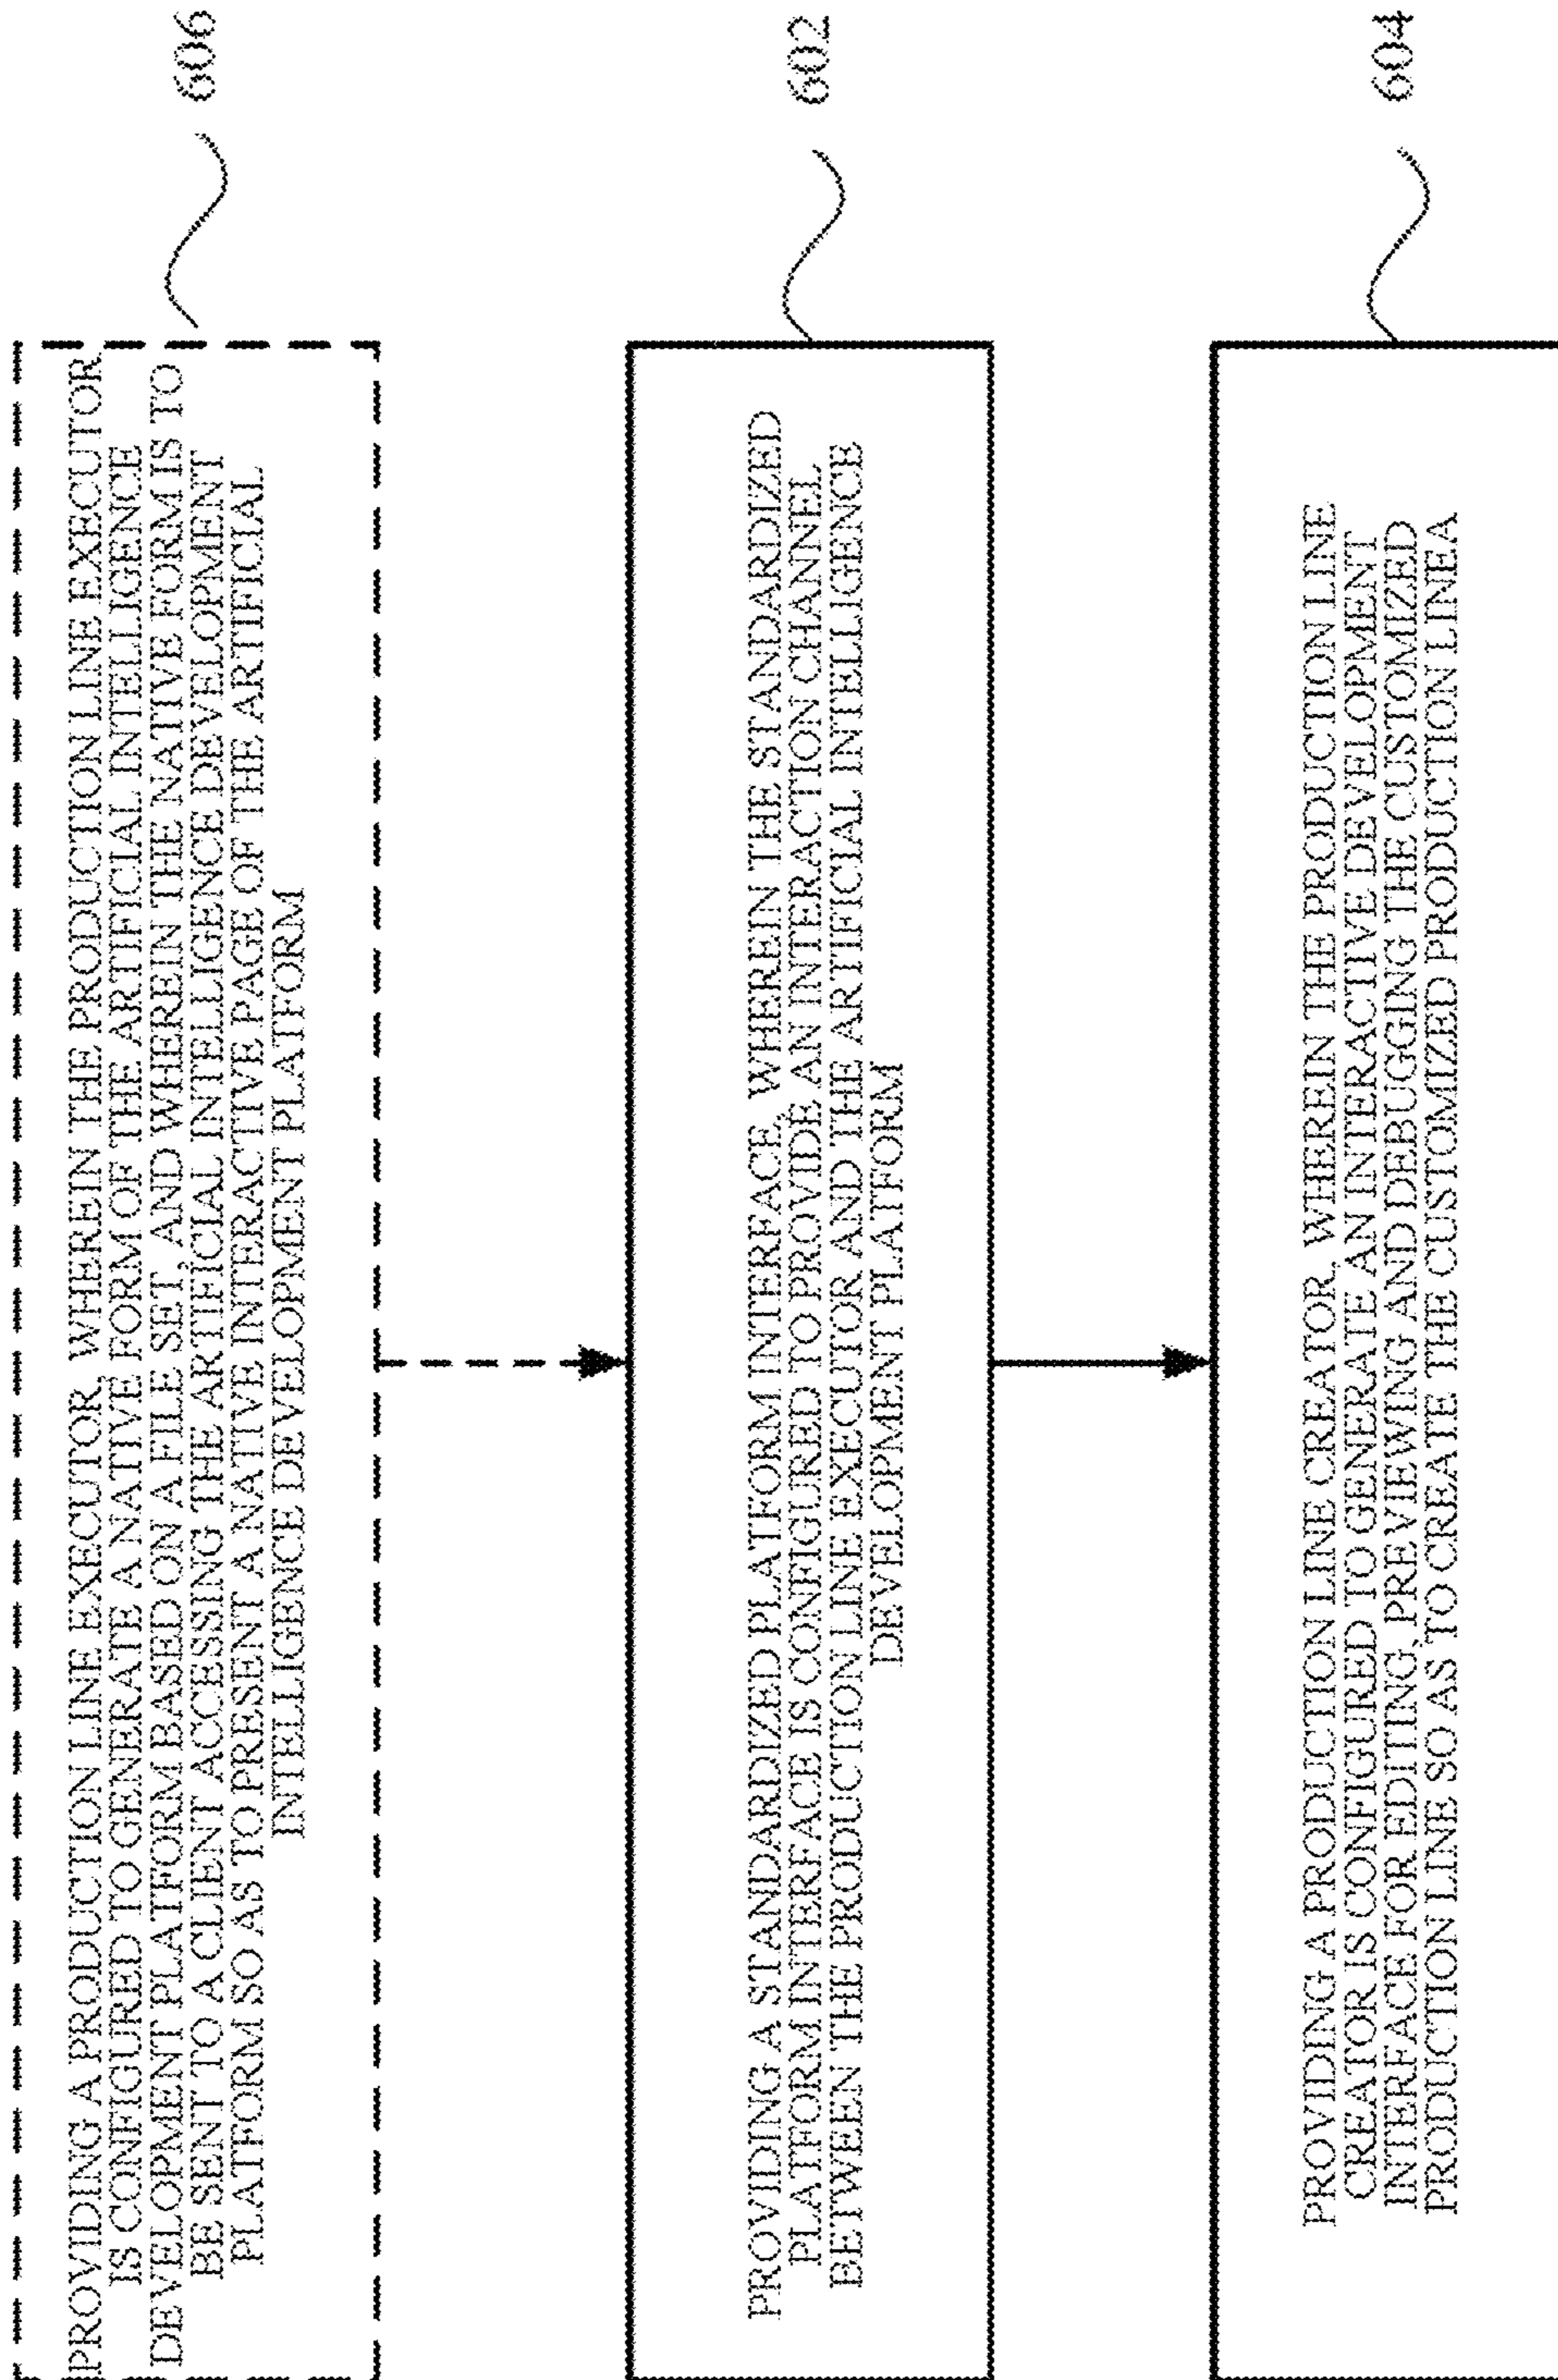 PROVIDING A PRODUCTION LINE EXECUTOR, WHEREIN THE PRODUCTION LINE EXECUTOR
IS CONFIGURED TO GENERATE A NATIVE FORM OF THE ARTIFICIAL INTELLIGENCE
DEVELOPMENT PLATFORM BASED ON A FILE SET, AND WHEREIN THE NATIVE FORM IS TO
BE SENT TO A CLIENT ACCESSING THE ARTIFICIAL INTELLIGENCE DEVELOPMENT
PLATFORM SO AS TO PRESENT A NATIVE INTERACTIVE PAGE OF THE ARTIFICIAL
INTELLIGENCE DEVELOPMENT PLATFORM
606
PROVIDING A STANDARDIZED PLATFORM INTERFACE, WHEREIN THE STANDARDIZED
PLATFORM INTERFACE IS CONFIGURED TO PROVIDE AN INTERACTION CHANNEL
BETWEEN THE PRODUCTION LINE EXECUTOR AND THE ARTIFICIAL INTELLIGENCE
DEVELOPMENT PLATFORM
602
PROVIDING A PRODUCTION LINE CREATOR, WHEREIN THE PRODUCTION LINE
CREATOR IS CONFIGURED TO GENERATE AN INTERACTIVE DEVELOPMENT
INTERFACE FOR EDITING, PREVIEWING AND DEBUGGING THE CUSTOMIZED
PRODUCTION LINE SO AS TO CREATE THE CUSTOMIZED PRODUCTION LINEA
604